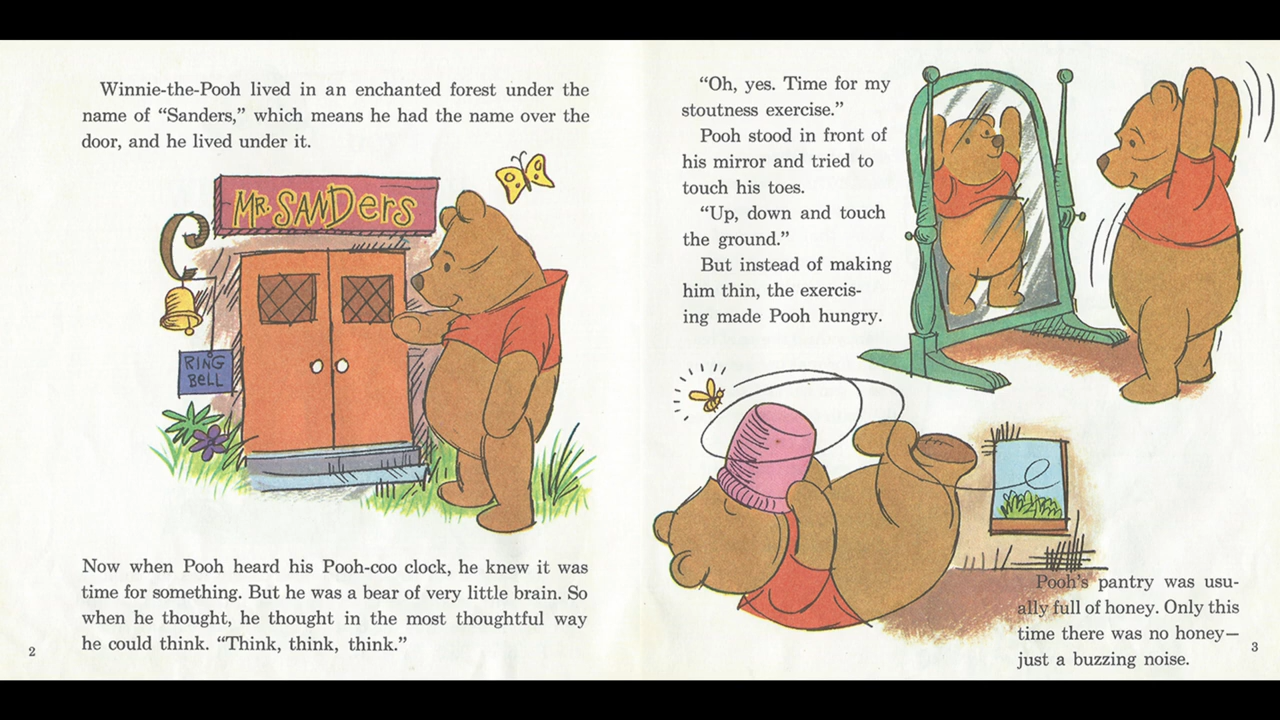 Winnie-the-Pooh lived in an enchanted forest under the
name of “Sanders,” which means he had the name over the
door, and he lived under it.
MR. SANDers
RING
BELL
Now when Pooh heard his Pooh-coo clock, he knew it was
time for something. But he was a bear of very little brain. So
when he thought, he thought in the most thoughtful way
he could think. “Think, think, think.”
2
“Oh, yes. Time for my
stoutness exercise.”
Pooh stood in front of
his mirror and tried to
touch his toes.
“Up, down and touch
the ground.”
But instead of making
him thin, the exercis-
ing made Pooh hungry.
Pooh’s pantry was usu-
ally full of honey. Only this
time there was no honey—
just a buzzing noise.
3